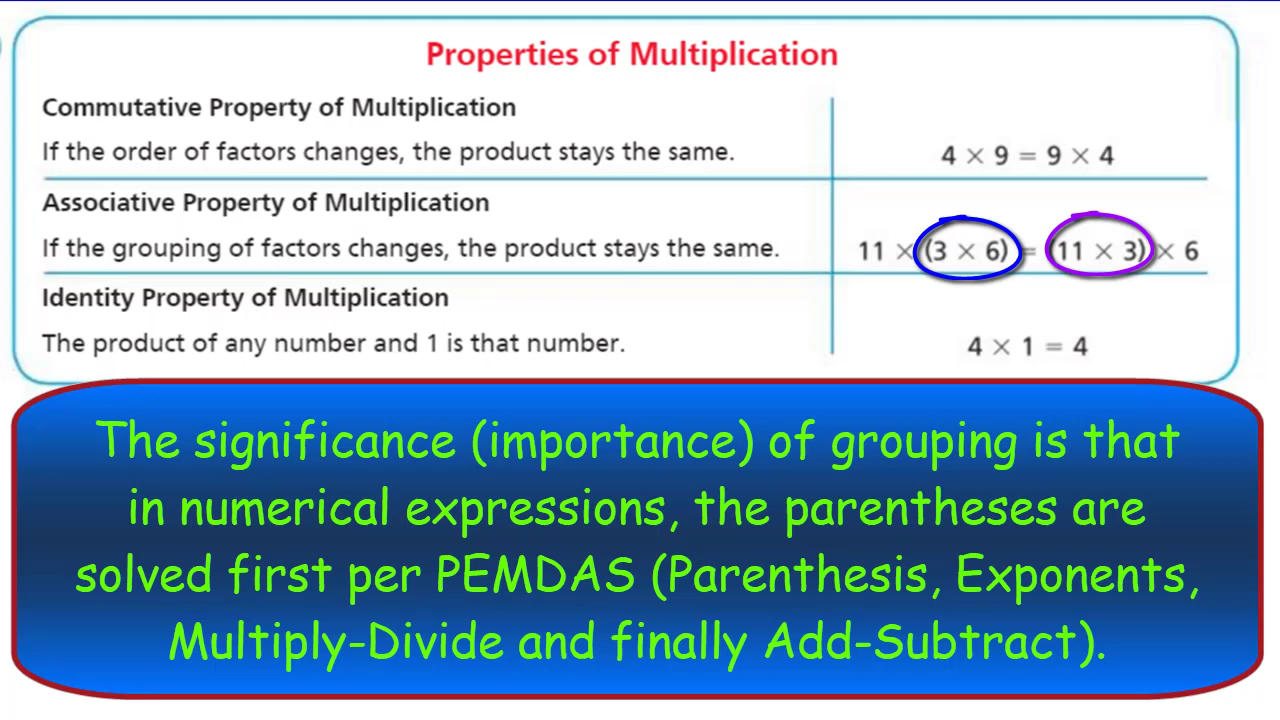 Properties of Multiplication
Commutative Property of Multiplication
If the order of factors changes, the product stays the same.
4 × 9 = 9 × 4
Associative Property of Multiplication
If the grouping of factors changes, the product stays the same.
11 × (3 × 6) = (11 × 3) × 6
Identity Property of Multiplication
The product of any number and 1 is that number.
4 × 1 = 4
The significance (importance) of grouping is that
in numerical expressions, the parentheses are
solved first per PEMDAS (Parenthesis, Exponents,
Multiply-Divide and finally Add-Subtract).